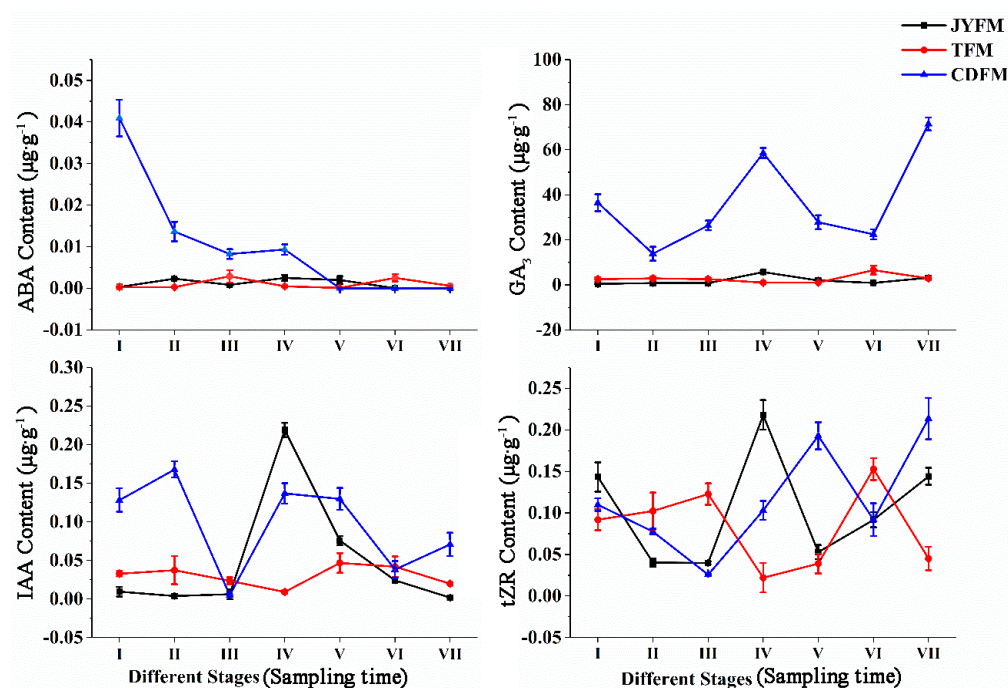 JYFM
TFM
CDFM
ABA Content (μg·g⁻¹)
0.05
0.04
0.03
0.02
0.01
0.00
-0.01
I II III IV V VI VII
GA₃ Content (μg·g⁻¹)
100
80
60
40
20
0
-20
I II III IV V VI VII
IAA Content (μg·g⁻¹)
0.30
0.25
0.20
0.15
0.10
0.05
0.00
-0.05
I II III IV V VI VII
Different Stages (Sampling time)
tZR Content (μg·g⁻¹)
0.25
0.20
0.15
0.10
0.05
0.00
-0.05
I II III IV V VI VII
Different Stages (Sampling time)